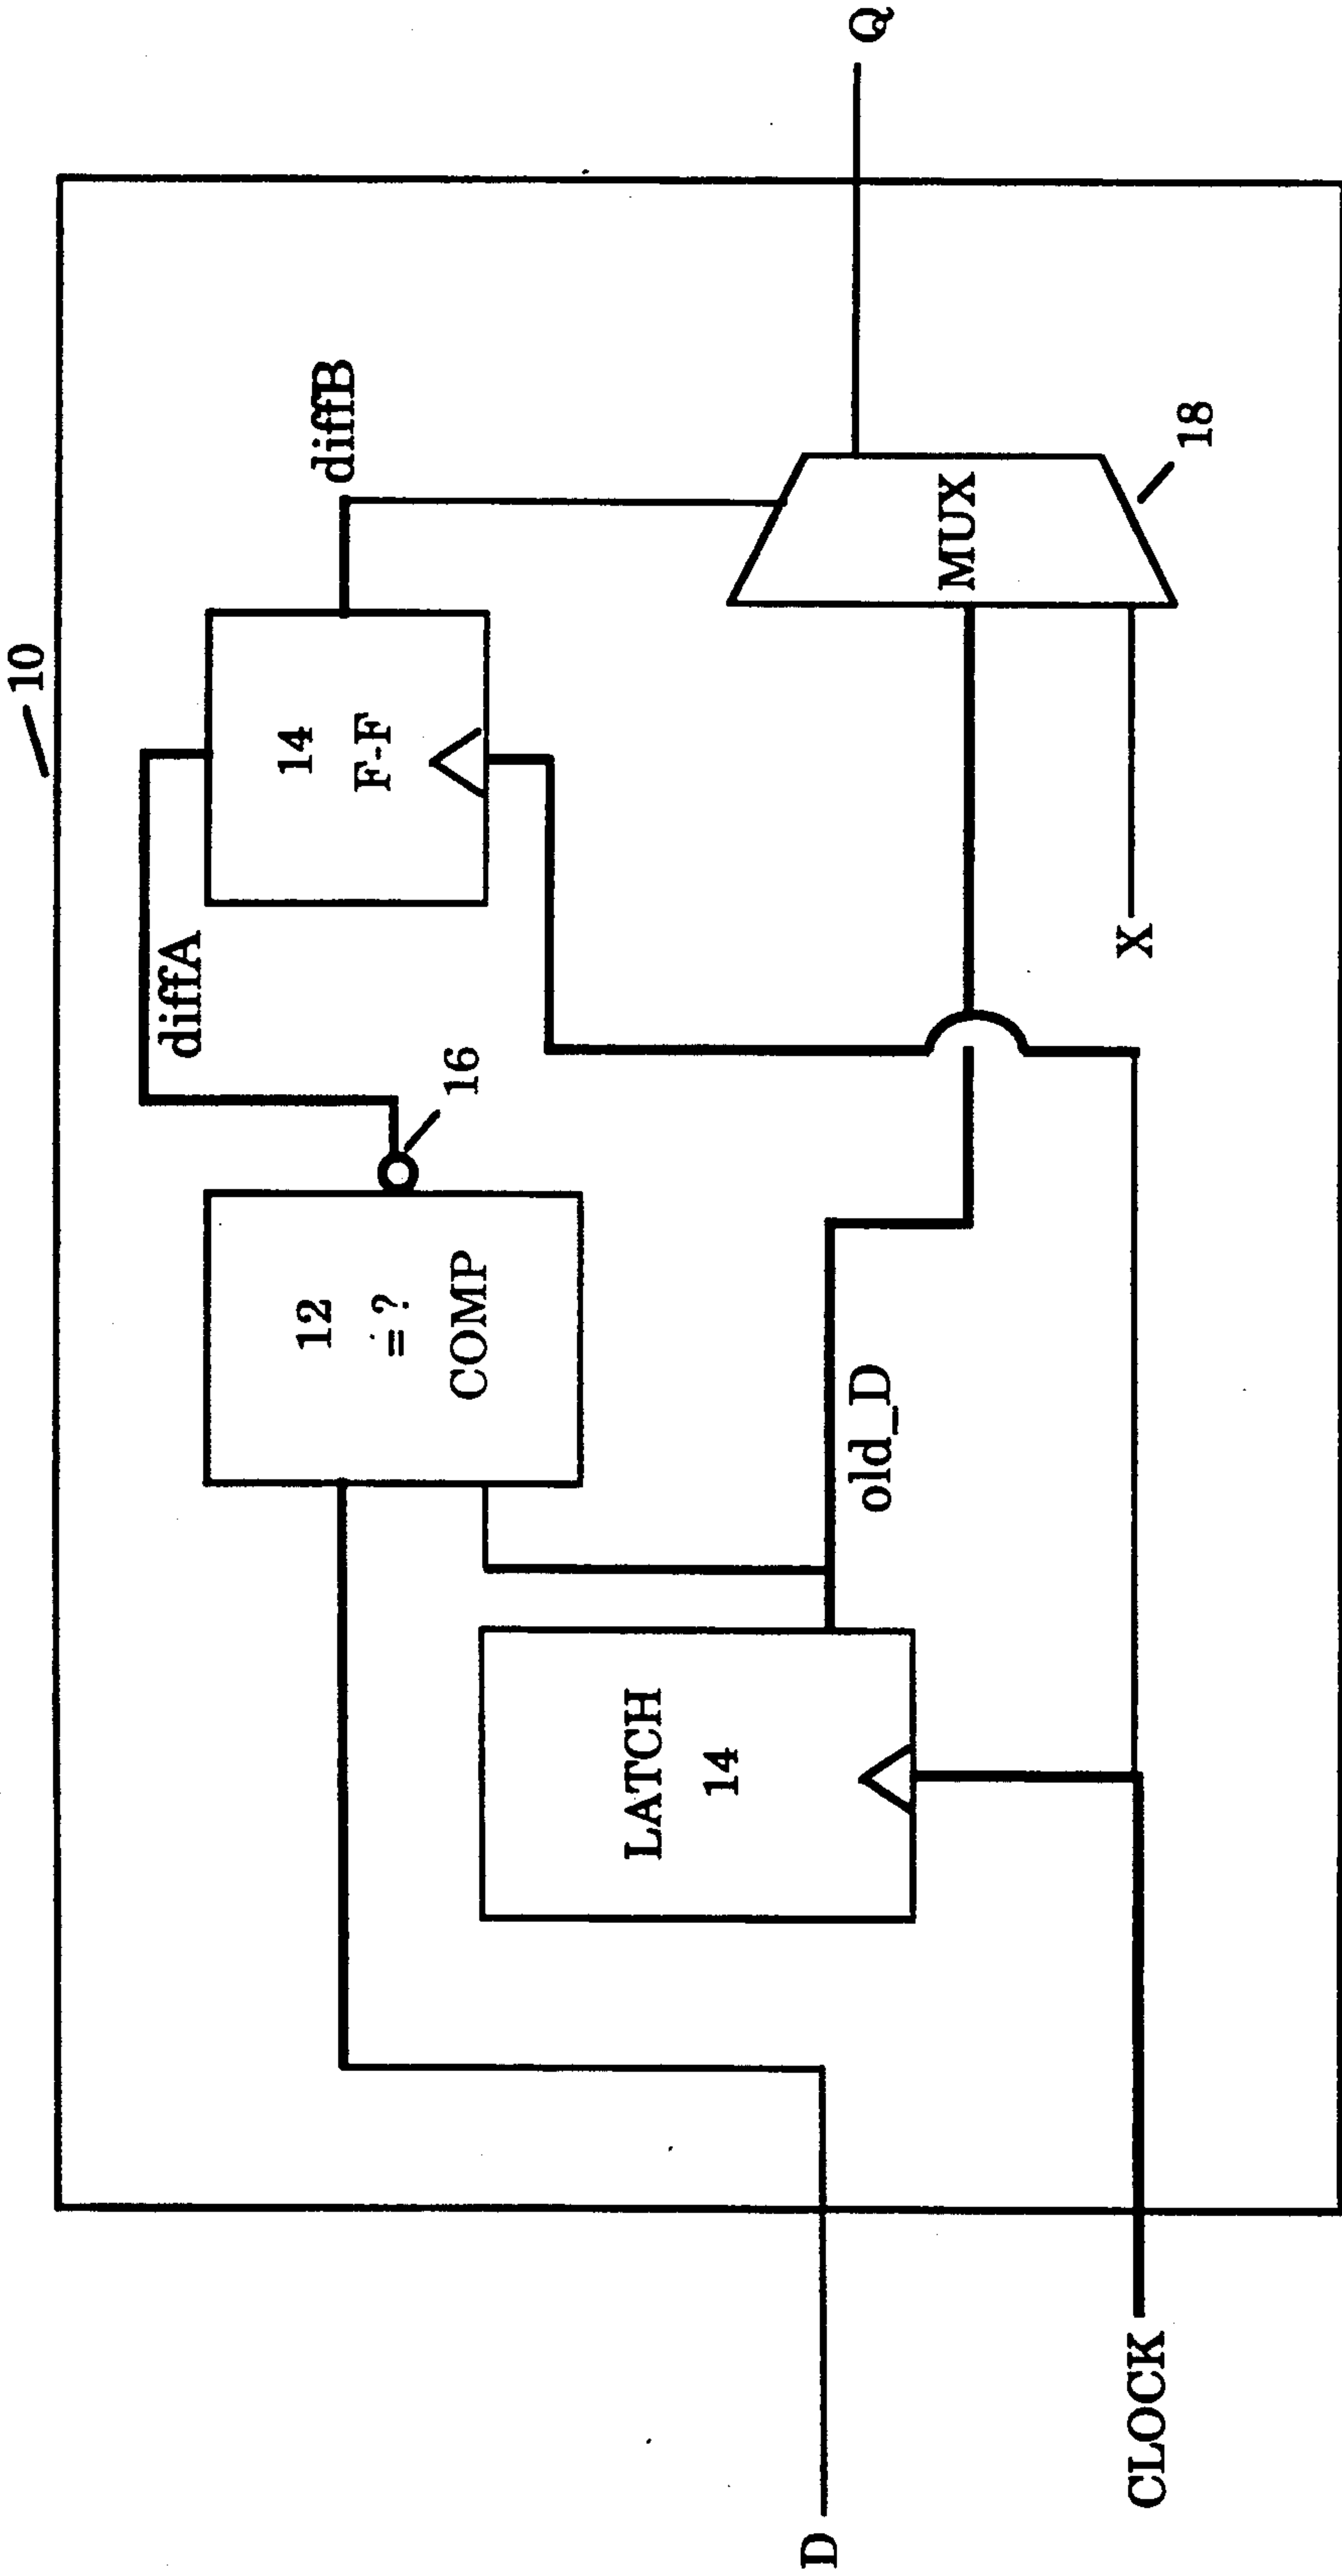 10
diffA
diffB
14
F-F
12
= ?
COMP
16
LATCH
14
old_D
MUX
18
X
D
CLOCK
Q